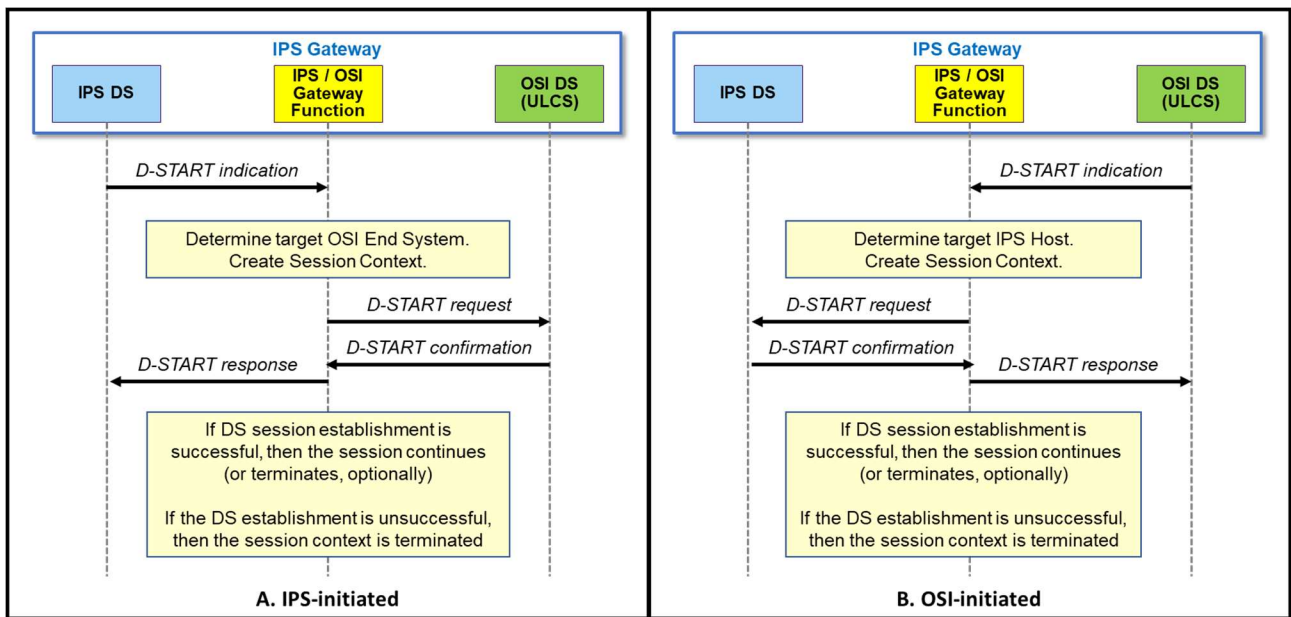 IPS Gateway
IPS DS
IPS / OSI
Gateway
Function
OSI DS
(ULCS)
D-START indication
Determine target OSI End System.
Create Session Context.
D-START request
D-START confirmation
D-START response
If DS session establishment is
successful, then the session continues
(or terminates, optionally)
If the DS establishment is unsuccessful,
then the session context is terminated
A. IPS-initiated
IPS Gateway
IPS DS
IPS / OSI
Gateway
Function
OSI DS
(ULCS)
D-START indication
Determine target IPS Host.
Create Session Context.
D-START request
D-START confirmation
D-START response
If DS session establishment is
successful, then the session continues
(or terminates, optionally)
If the DS establishment is unsuccessful,
then the session context is terminated
B. OSI-initiated